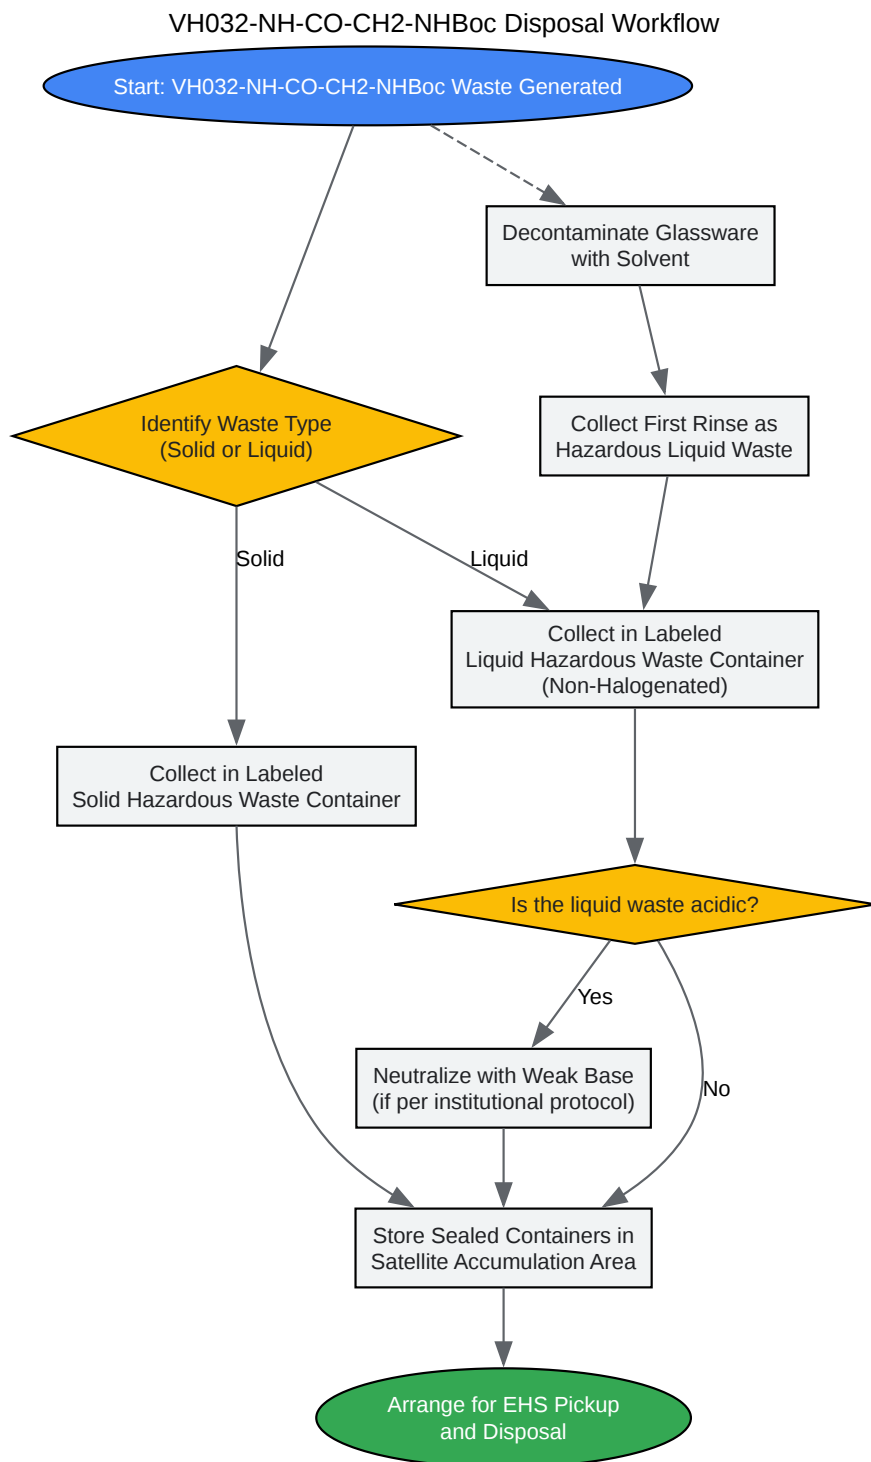 VH032-NH-CO-CH2-NHBoc Disposal Workflow
Start: VH032-NH-CO-CH2-NHBoc Waste Generated
Decontaminate Glassware
with Solvent
Identify Waste Type
(Solid or Liquid)
Collect First Rinse as
Hazardous Liquid Waste
Solid
Liquid
Collect in Labeled
Liquid Hazardous Waste Container
(Non-Halogenated)
Collect in Labeled
Solid Hazardous Waste Container
Is the liquid waste acidic?
Yes
No
Neutralize with Weak Base
(if per institutional protocol)
Store Sealed Containers in
Satellite Accumulation Area
Arrange for EHS Pickup
and Disposal